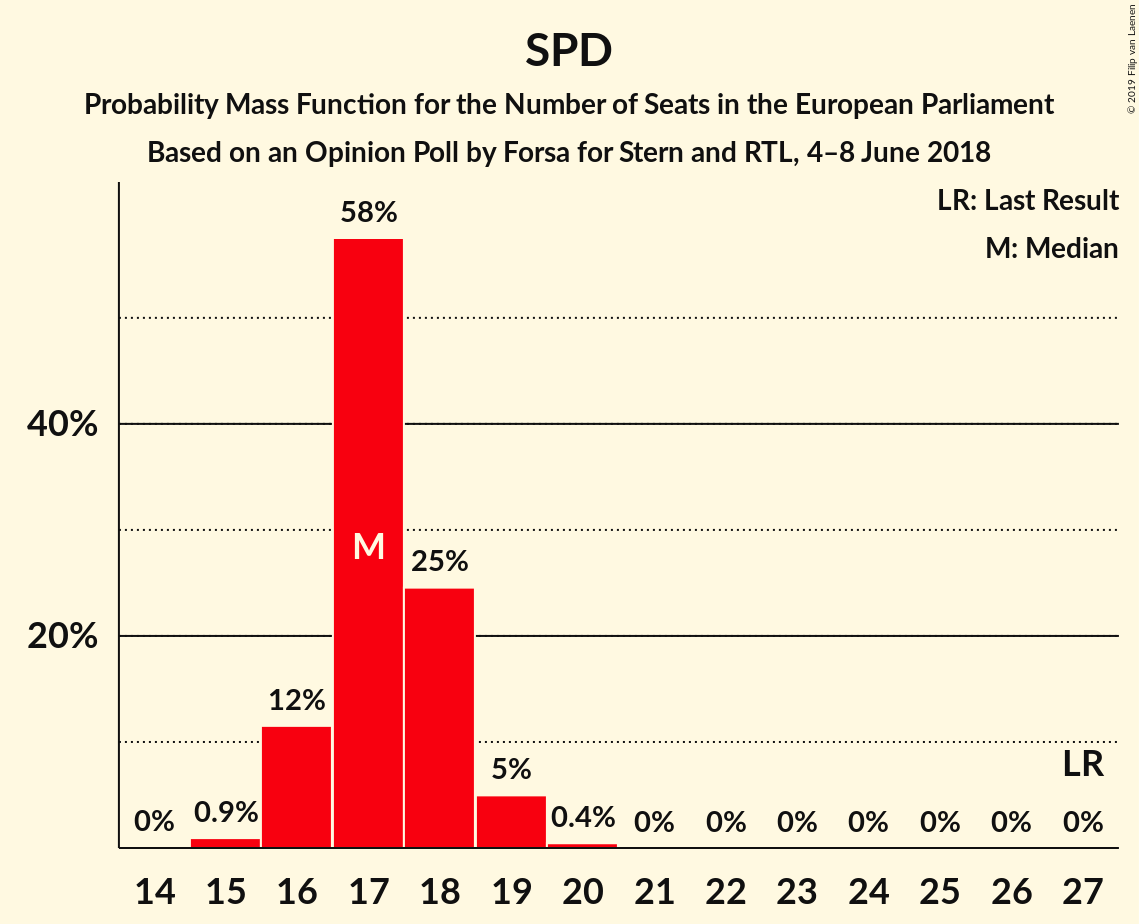 SPD
Probability Mass Function for the Number of Seats in the European Parliament
Based on an Opinion Poll by Forsa for Stern and RTL, 4–8 June 2018
© 2019 Filip van Laenen
LR: Last Result
M: Median
58%
40%
M
25%
20%
12%
LR
5%
0% 0.9% 0.4% 0% 0% 0% 0% 0% 0% 0%
14 15 16 17 18 19 20 21 22 23 24 25 26 27